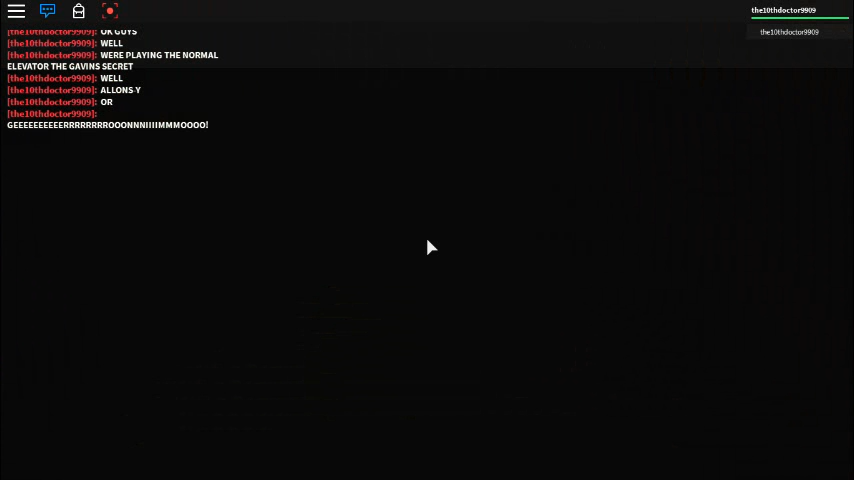 the10thdoctor9909
the10thdoctor9909
[the10thdoctor9909]: OK GUYS
[the10thdoctor9909]: WELL
[the10thdoctor9909]: WERE PLAYING THE NORMAL
ELEVATOR THE GAVINS SECRET
[the10thdoctor9909]: WELL
[the10thdoctor9909]: ALLONS-Y
[the10thdoctor9909]: OR
[the10thdoctor9909]:
GEEEEEEEEEERRRRRRRROOONNNIIIIMMMOOOO!